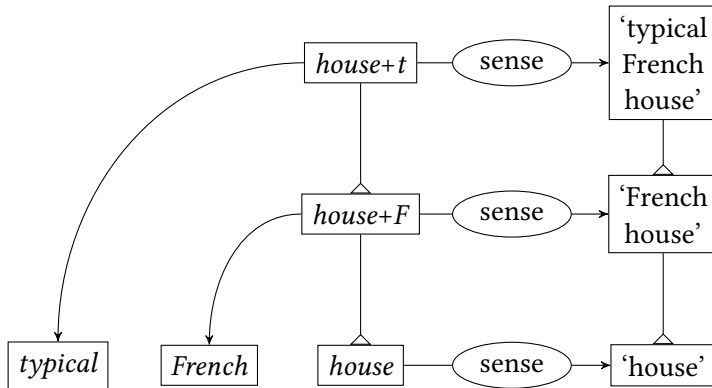 house+t
sense
‘typical
French
house’
house+F
sense
‘French
house’
typical
French
house
sense
‘house’